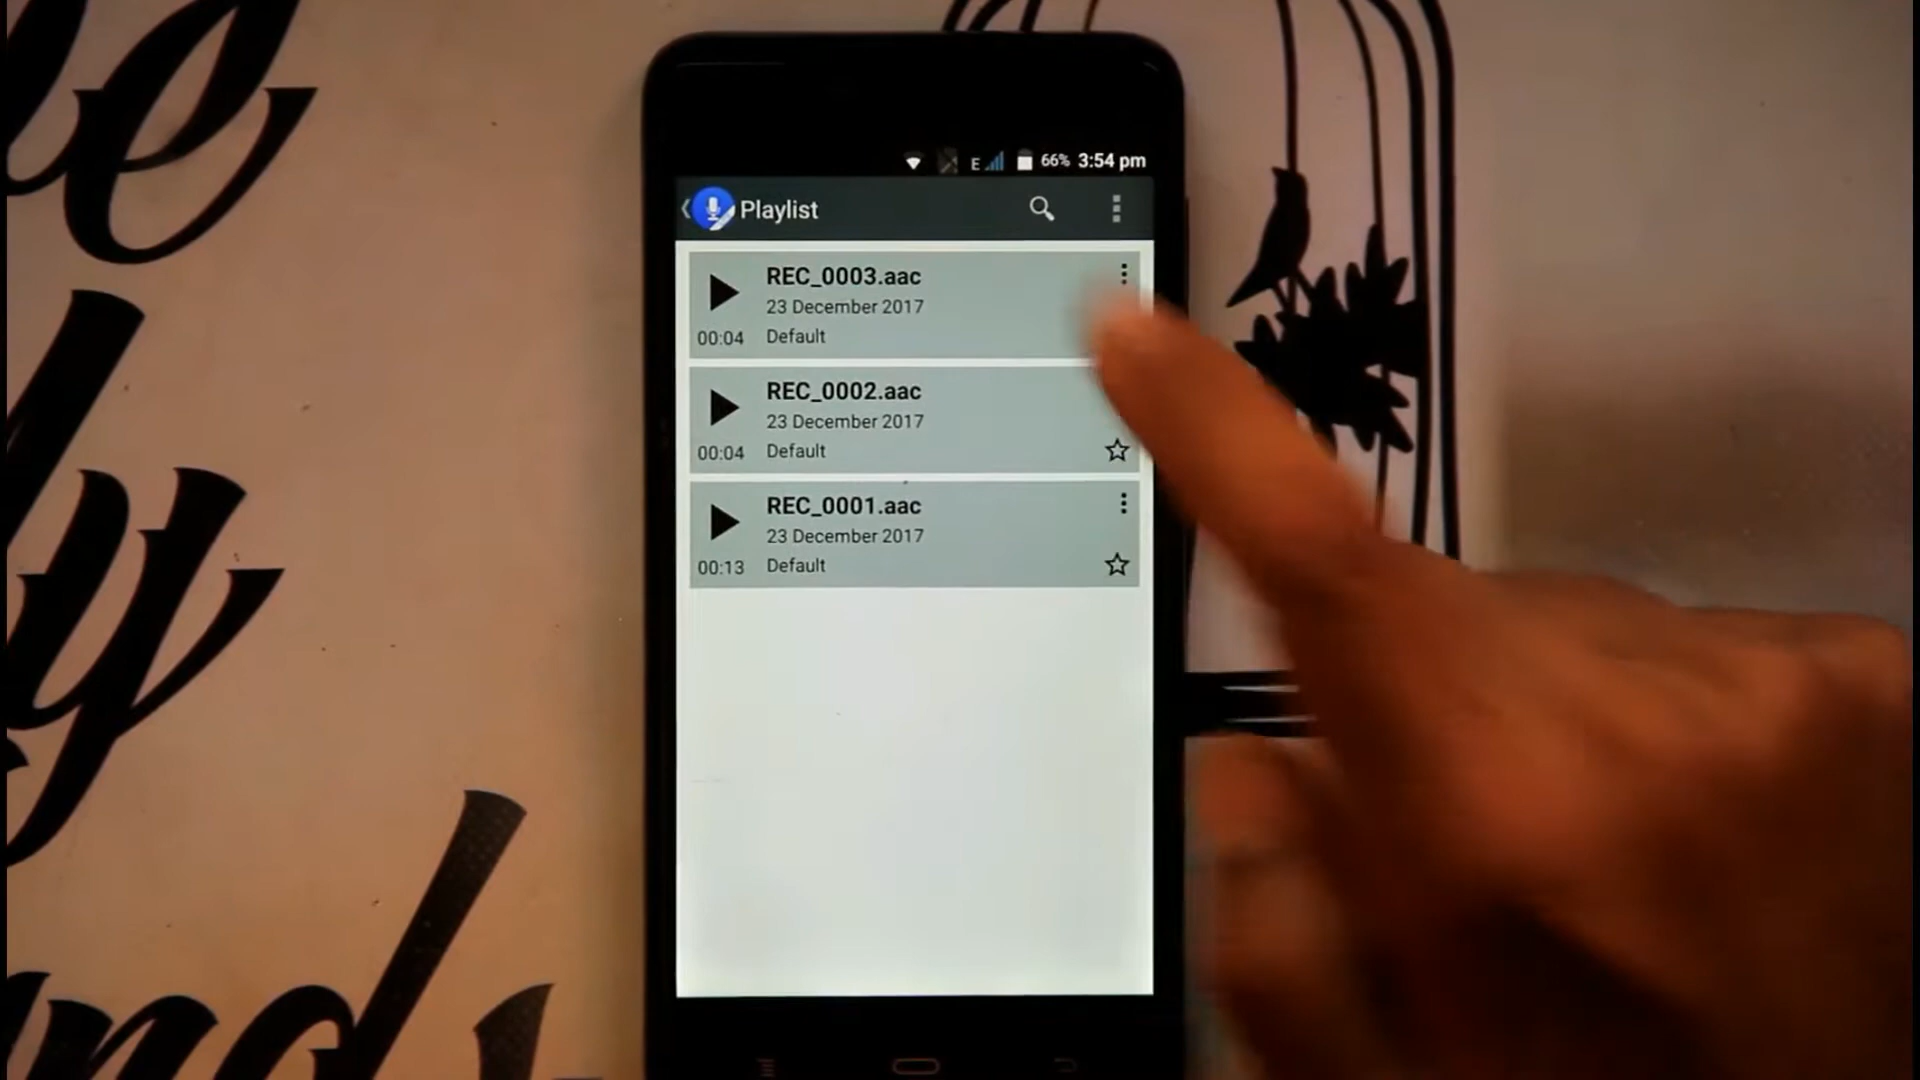 E 66% 3:54 pm
Playlist
REC_0003.aac
23 December 2017
00:04 Default
REC_0002.aac
23 December 2017
00:04 Default
REC_0001.aac
23 December 2017
00:13 Default